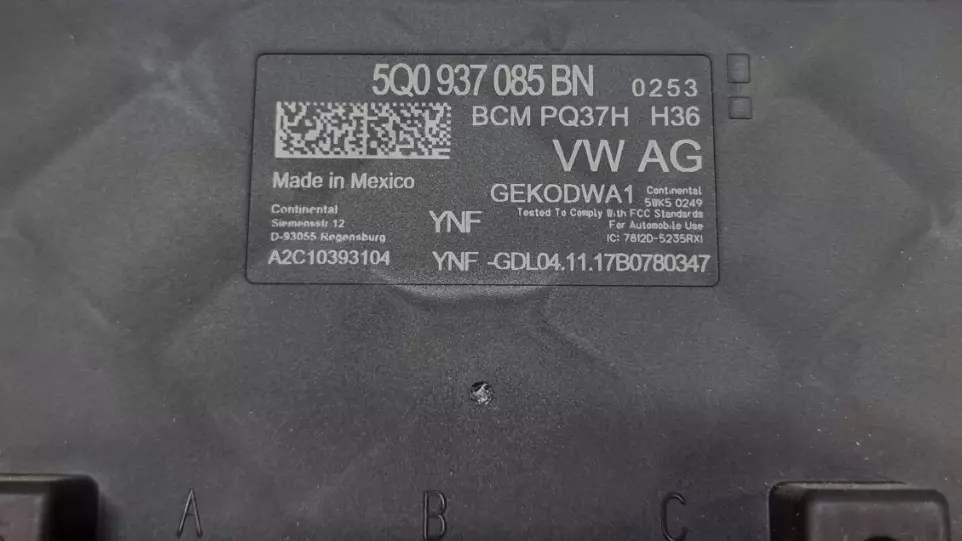 5Q0 937 085 BN 0253
BCM PQ37H H36
VW AG
Made in Mexico
GEKODWA1
Continental
5WK5 0249
Tested To Comply With FCC Standards
For Automobile Use
IC: 7812D-5235RXI
Continental
Siemensstr 12
D-93055 Regensburg
YNF
A2C10393104
YNF -GDL04.11.17B0780347
A B C